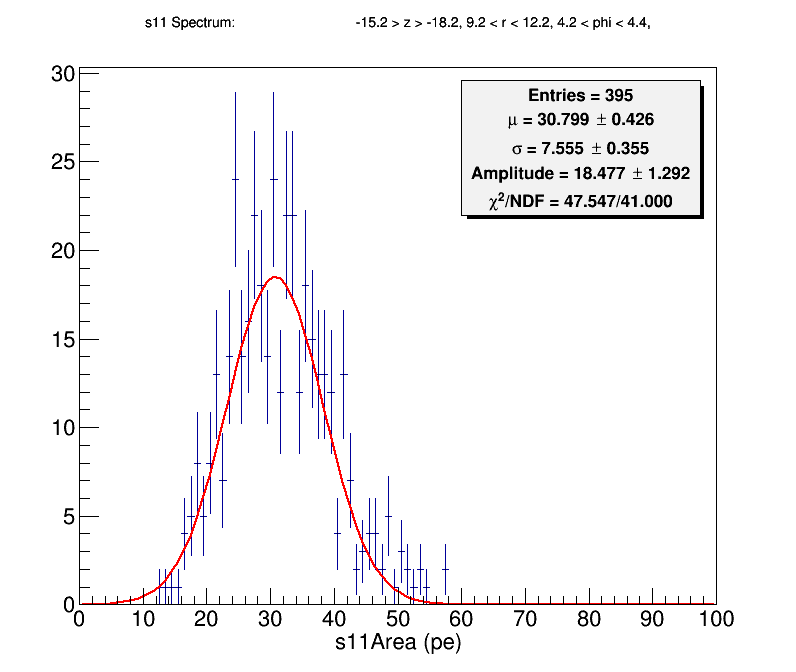 s11 Spectrum: -15.2 > z > -18.2, 9.2 < r < 12.2, 4.2 < phi < 4.4,
Entries = 395
μ = 30.799 ± 0.426
σ = 7.555 ± 0.355
Amplitude = 18.477 ± 1.292
χ²/NDF = 47.547/41.000
30
25
20
15
10
5
0
0 10 20 30 40 50 60 70 80 90 100
s11Area (pe)